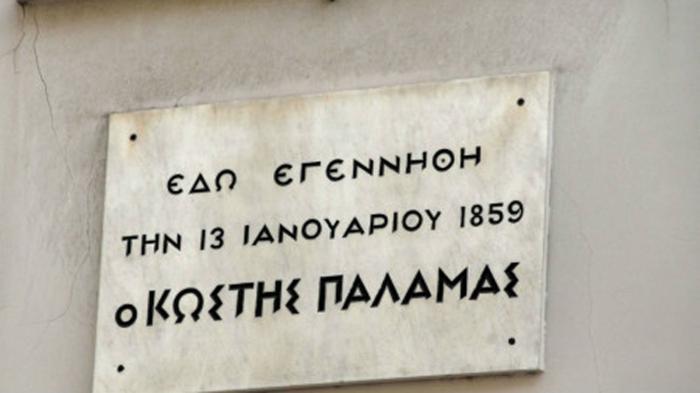 ΕΔΩ ΕΓΕΝΝΗΘΗ
ΤΗΝ 13 ΙΑΝΟΥΑΡΙΟΥ 1859
Ο ΚΩΣΤΗΣ ΠΑΛΑΜΑΣ